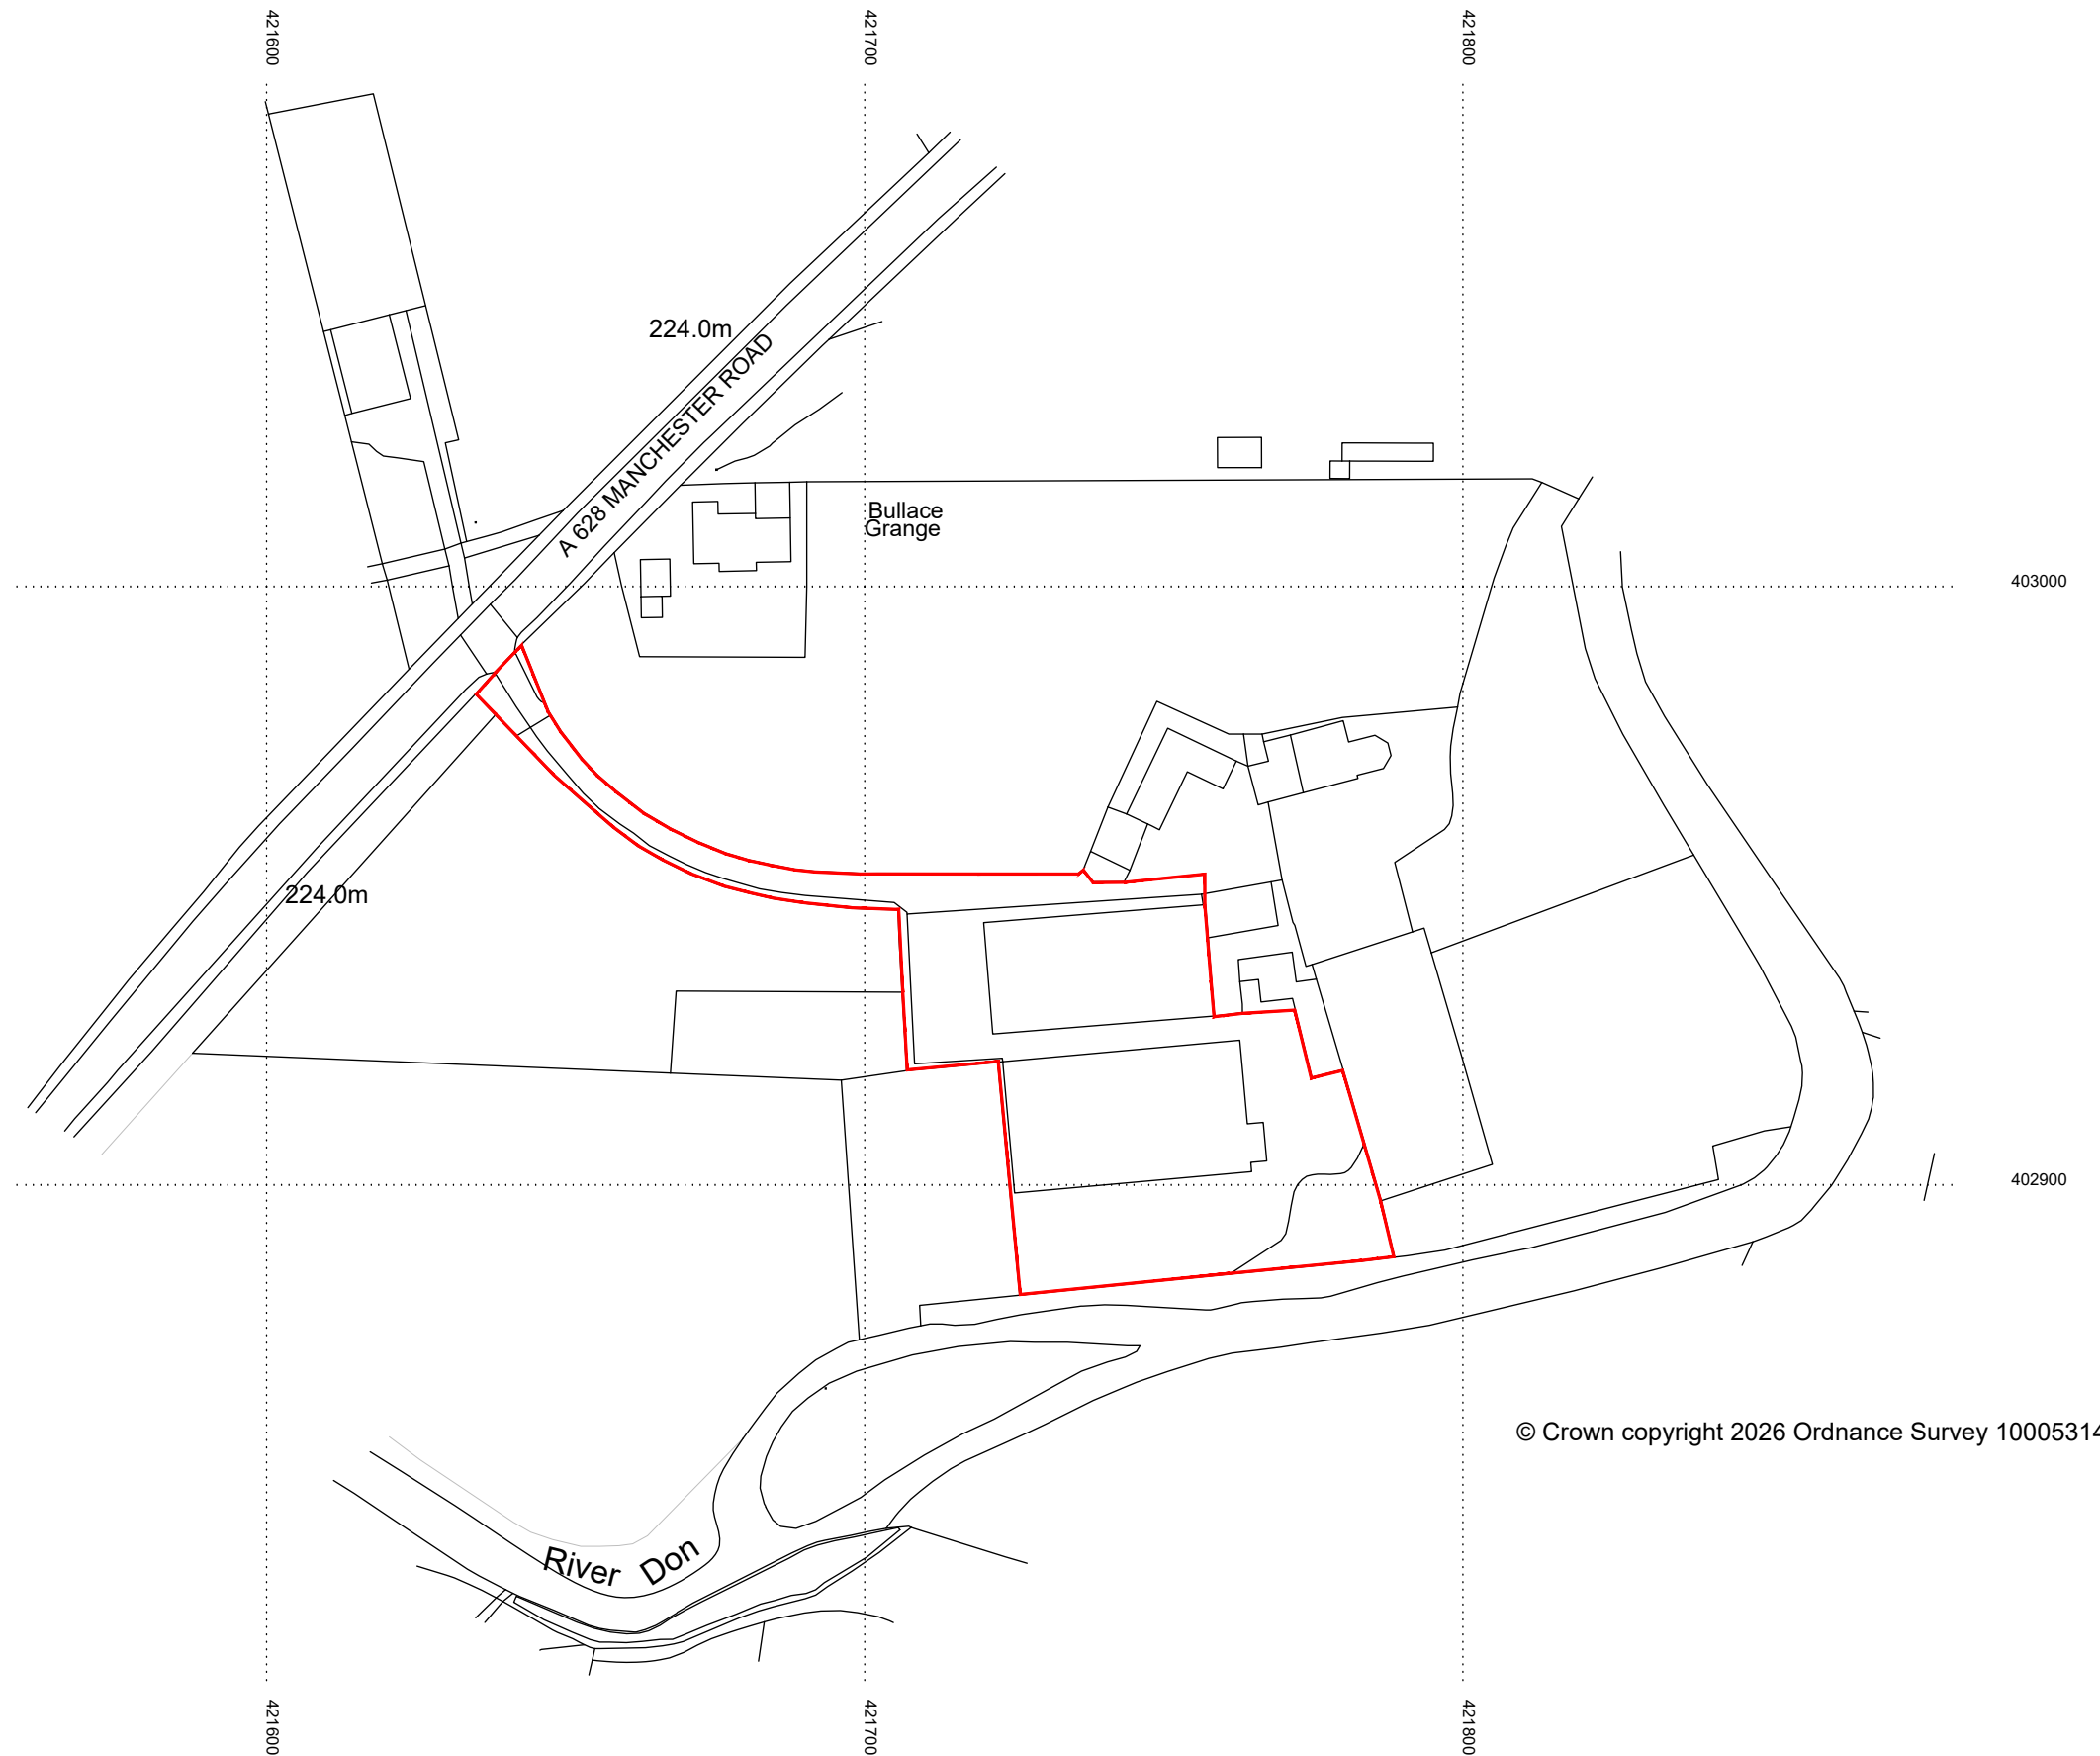 421600
421700
421800
224.0m
A 628 MANCHESTER ROAD
Bullace
Grange
403000
224.0m
402900
© Crown copyright 2026 Ordnance Survey 10005314
River Don
421600
421700
421800